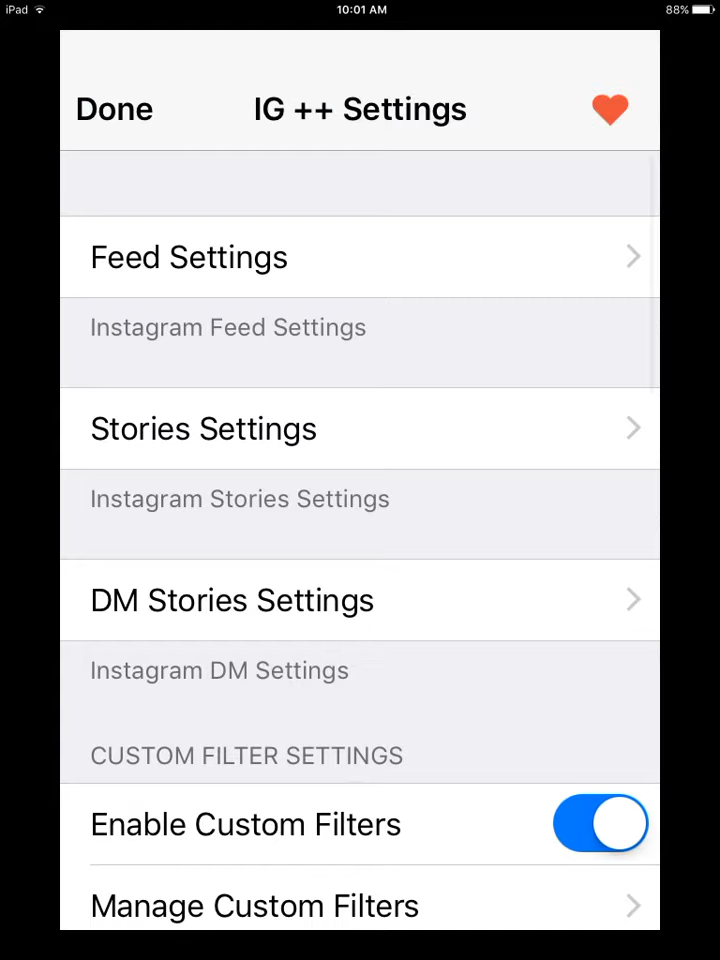 iPad 10:01 AM 88%
Done IG ++ Settings
Feed Settings
Instagram Feed Settings
Stories Settings
Instagram Stories Settings
DM Stories Settings
Instagram DM Settings
CUSTOM FILTER SETTINGS
Enable Custom Filters
Manage Custom Filters